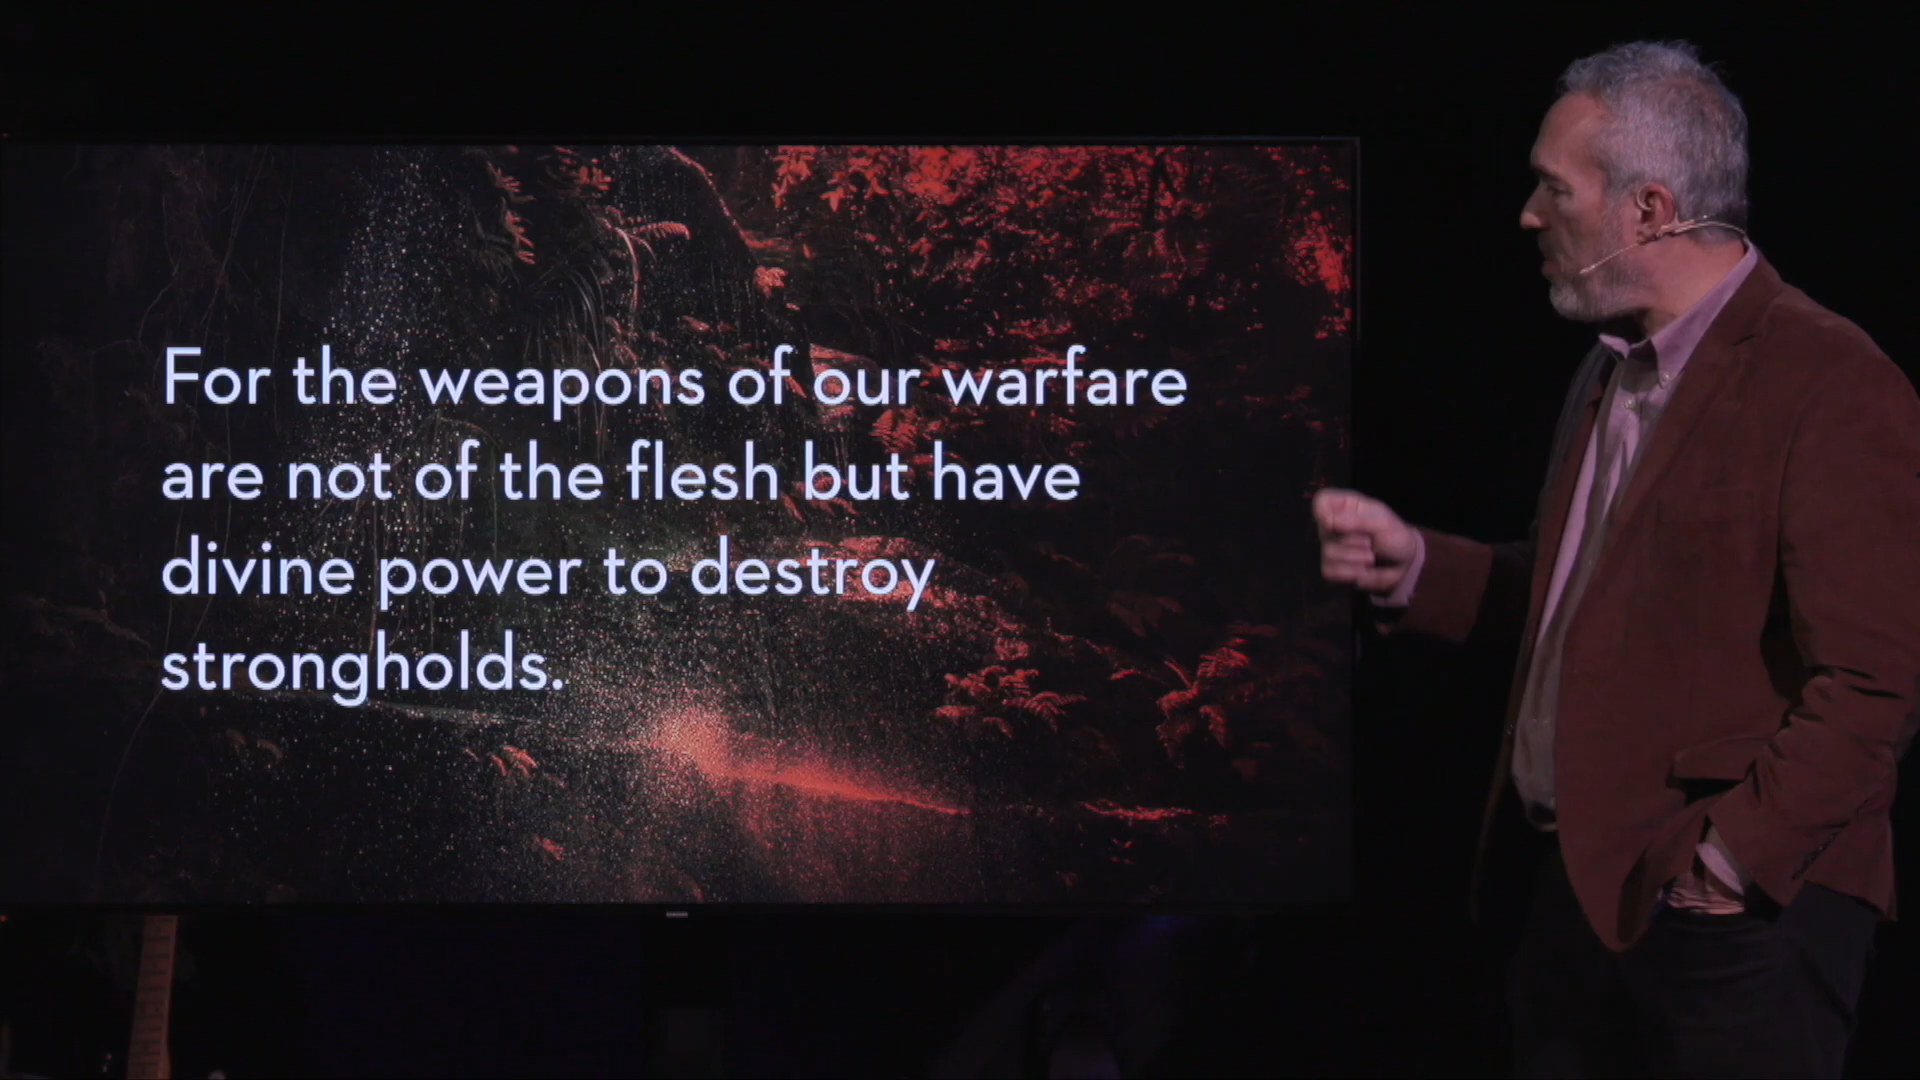 For the weapons of our warfare
are not of the flesh but have
divine power to destroy
strongholds.